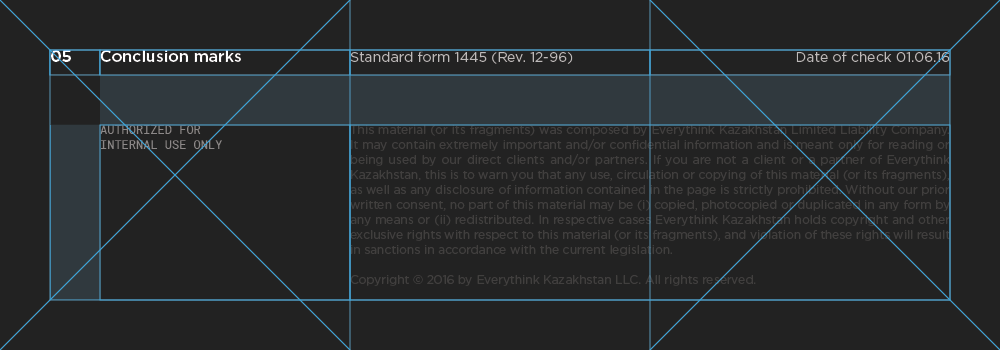 05 Conclusion marks Standard form 1445 (Rev. 12-96) Date of check 01.06.16
AUTHORIZED FOR
INTERNAL USE ONLY
This material (or its fragments) was composed by Everythink Kazakhstan Limited Liability Company.
It may contain extremely important and/or confidential information and is meant only for reading or
being used by our direct clients and/or partners. If you are not a client or a partner of Everythink
Kazakhstan, this is to warn you that any use, circulation or copying of this material (or its fragments),
as well as any disclosure of information contained in the page is strictly prohibited. Without our prior
written consent, no part of this material may be (i) copied, photocopied or duplicated in any form by
any means or (ii) redistributed. In respective cases Everythink Kazakhstan holds copyright and other
exclusive rights with respect to this material (or its fragments), and violation of these rights will result
in sanctions in accordance with the current legislation.
Copyright © 2016 by Everythink Kazakhstan LLC. All rights reserved.